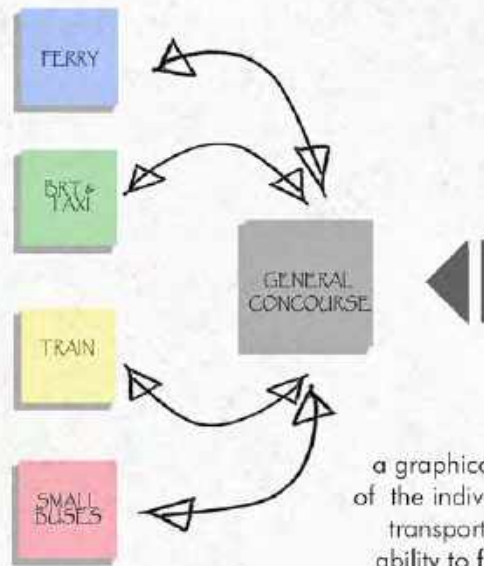 FERRY
BRT &
TAXI
GENERAL
CONCOURSE
TRAIN
SMALL
BUSES
a graphica
of the indiv
transport
ability to f